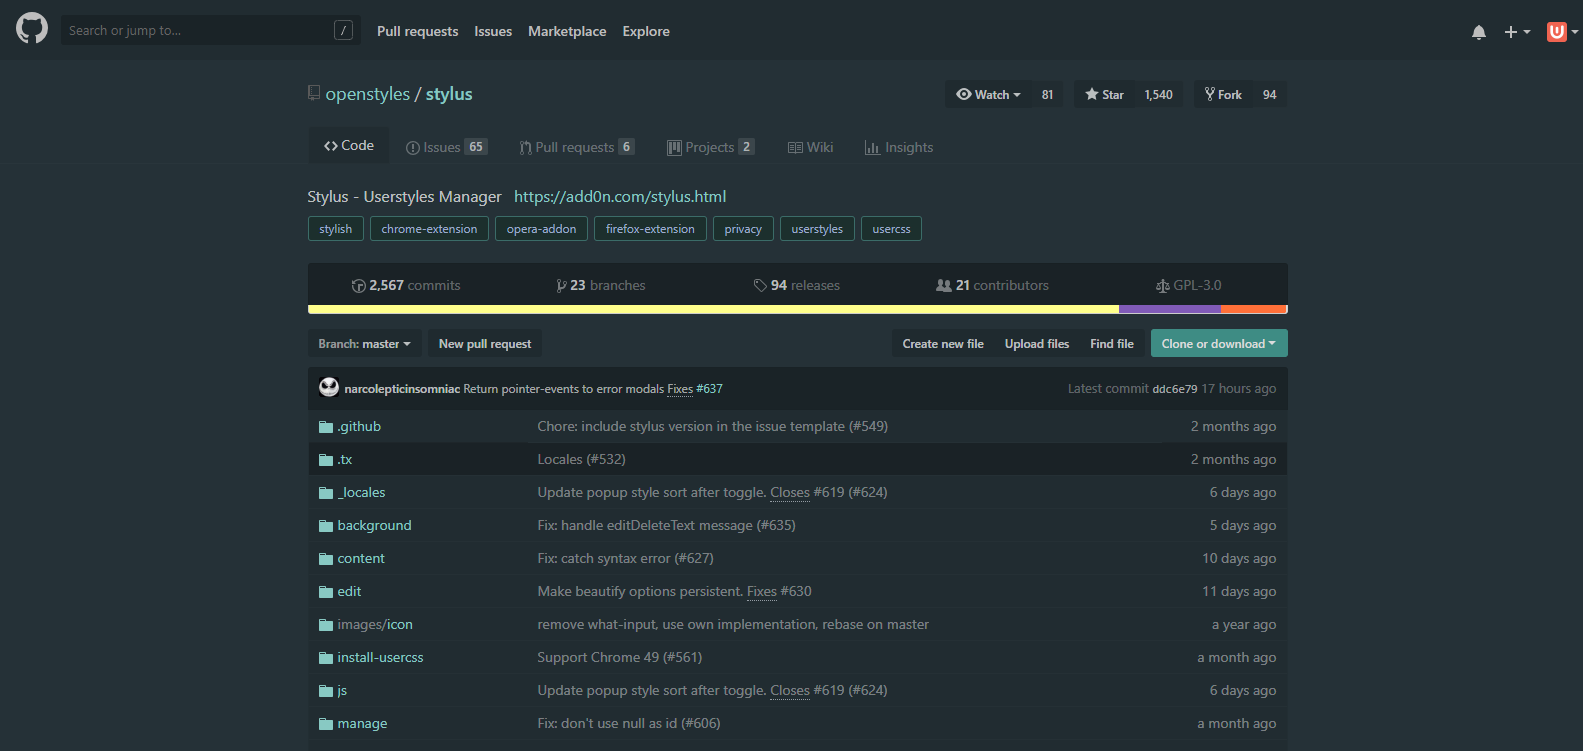 Search or jump to... / Pull requests Issues Marketplace Explore
openstyles / stylus Watch 81 Star 1,540 Fork 94
Code Issues 65 Pull requests 6 Projects 2 Wiki Insights
Stylus - Userstyles Manager https://add0n.com/stylus.html
stylish chrome-extension opera-addon firefox-extension privacy userstyles usercss
2,567 commits 23 branches 94 releases 21 contributors GPL-3.0
Branch: master New pull request Create new file Upload files Find file Clone or download
narcolepticinsomniac Return pointer-events to error modals Fixes #637 Latest commit ddc6e79 17 hours ago
.github Chore: include stylus version in the issue template (#549) 2 months ago
.tx Locales (#532) 2 months ago
_locales Update popup style sort after toggle. Closes #619 (#624) 6 days ago
background Fix: handle editDeleteText message (#635) 5 days ago
content Fix: catch syntax error (#627) 10 days ago
edit Make beautify options persistent. Fixes #630 11 days ago
images/icon remove what-input, use own implementation, rebase on master a year ago
install-usercss Support Chrome 49 (#561) a month ago
js Update popup style sort after toggle. Closes #619 (#624) 6 days ago
manage Fix: don't use null as id (#606) a month ago